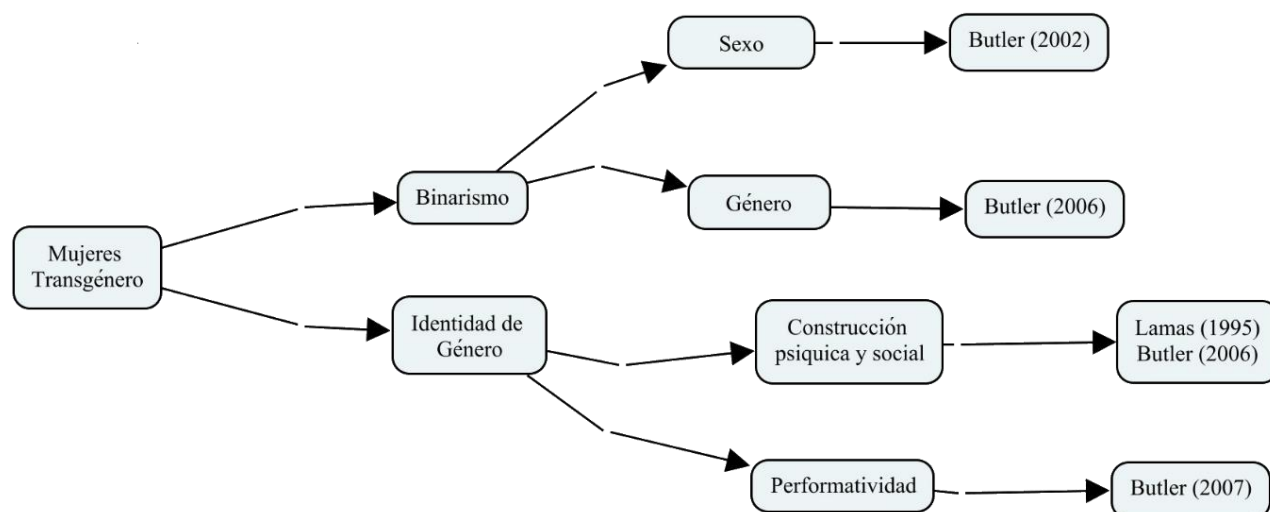 Sexo
Butler (2002)
Binarismo
Género
Butler (2006)
Mujeres
Transgénero
Identidad de
Género
Construcción
psiquica y social
Lamas (1995)
Butler (2006)
Performatividad
Butler (2007)